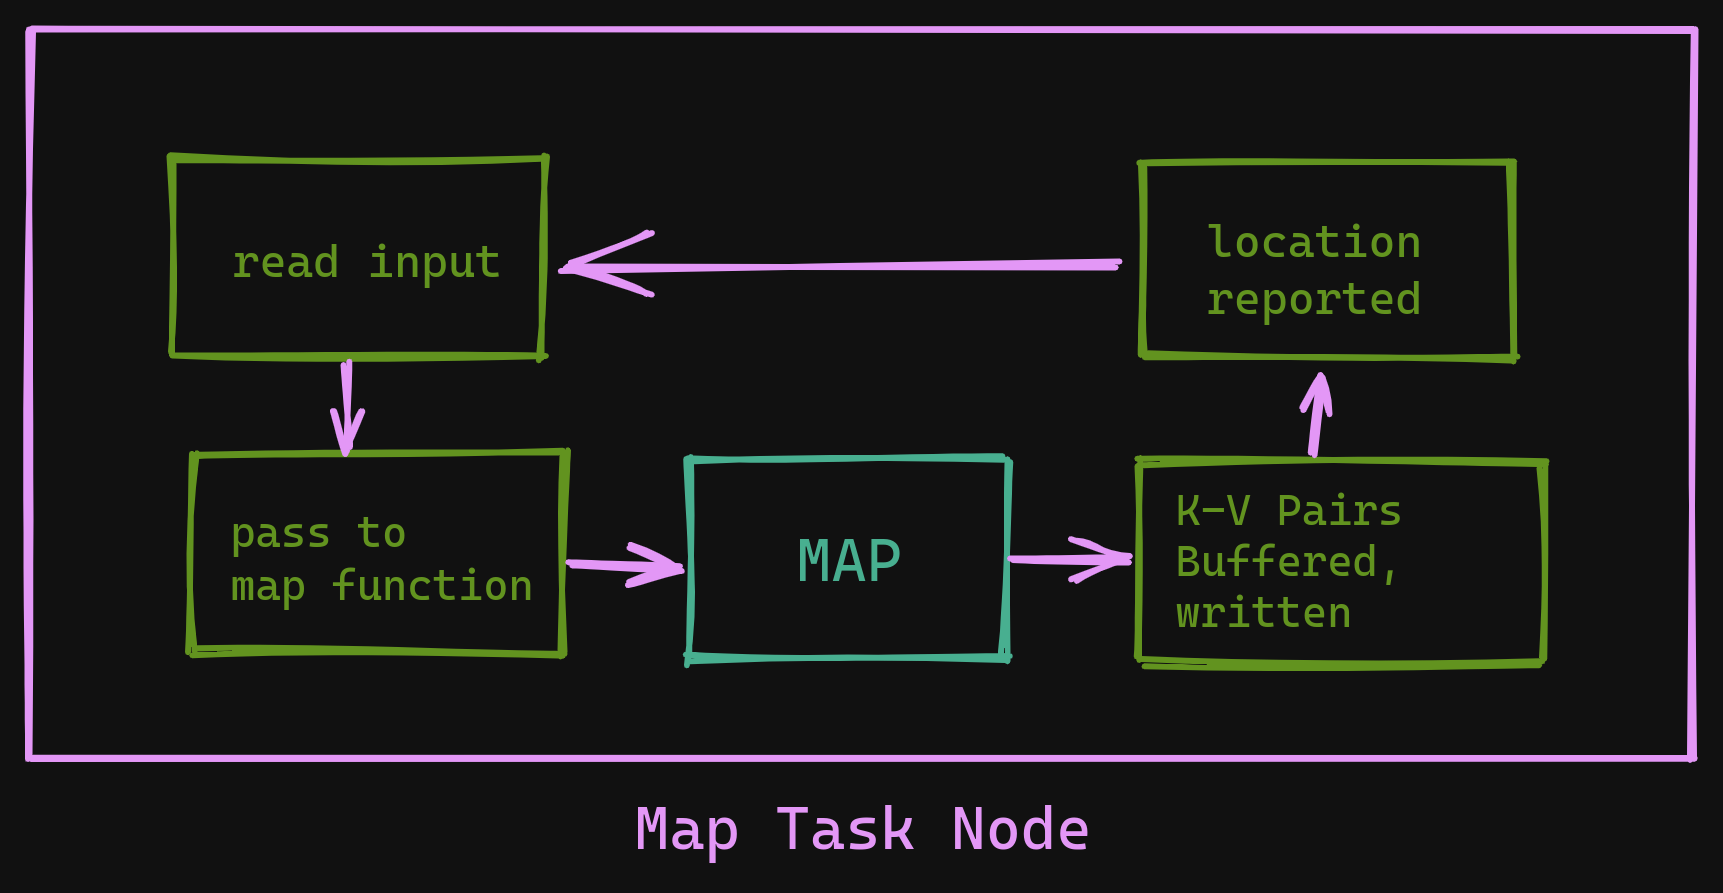 read input
location
reported
pass to
map function
MAP
K-V Pairs
Buffered,
written
Map Task Node